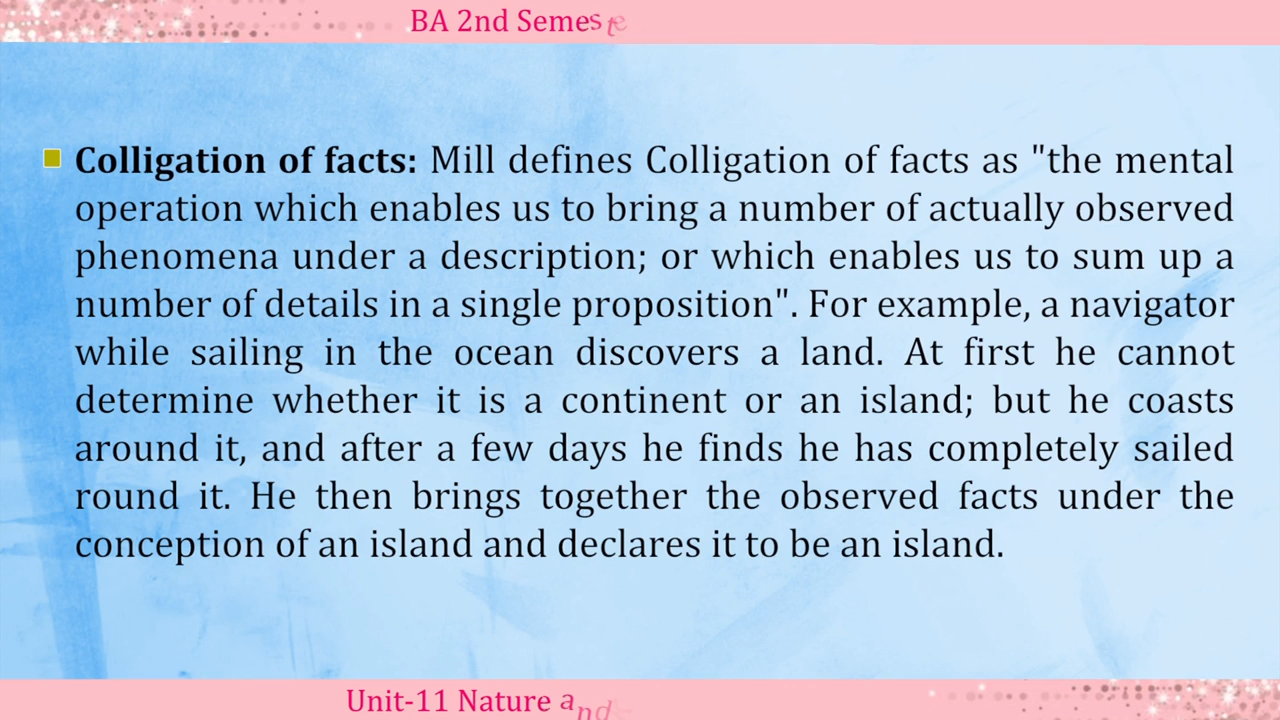 BA 2nd Semeste
Colligation of facts: Mill defines Colligation of facts as "the mental
operation which enables us to bring a number of actually observed
phenomena under a description; or which enables us to sum up a
number of details in a single proposition". For example, a navigator
while sailing in the ocean discovers a land. At first he cannot
determine whether it is a continent or an island; but he coasts
around it, and after a few days he finds he has completely sailed
round it. He then brings together the observed facts under the
conception of an island and declares it to be an island.
Unit-11 Nature and